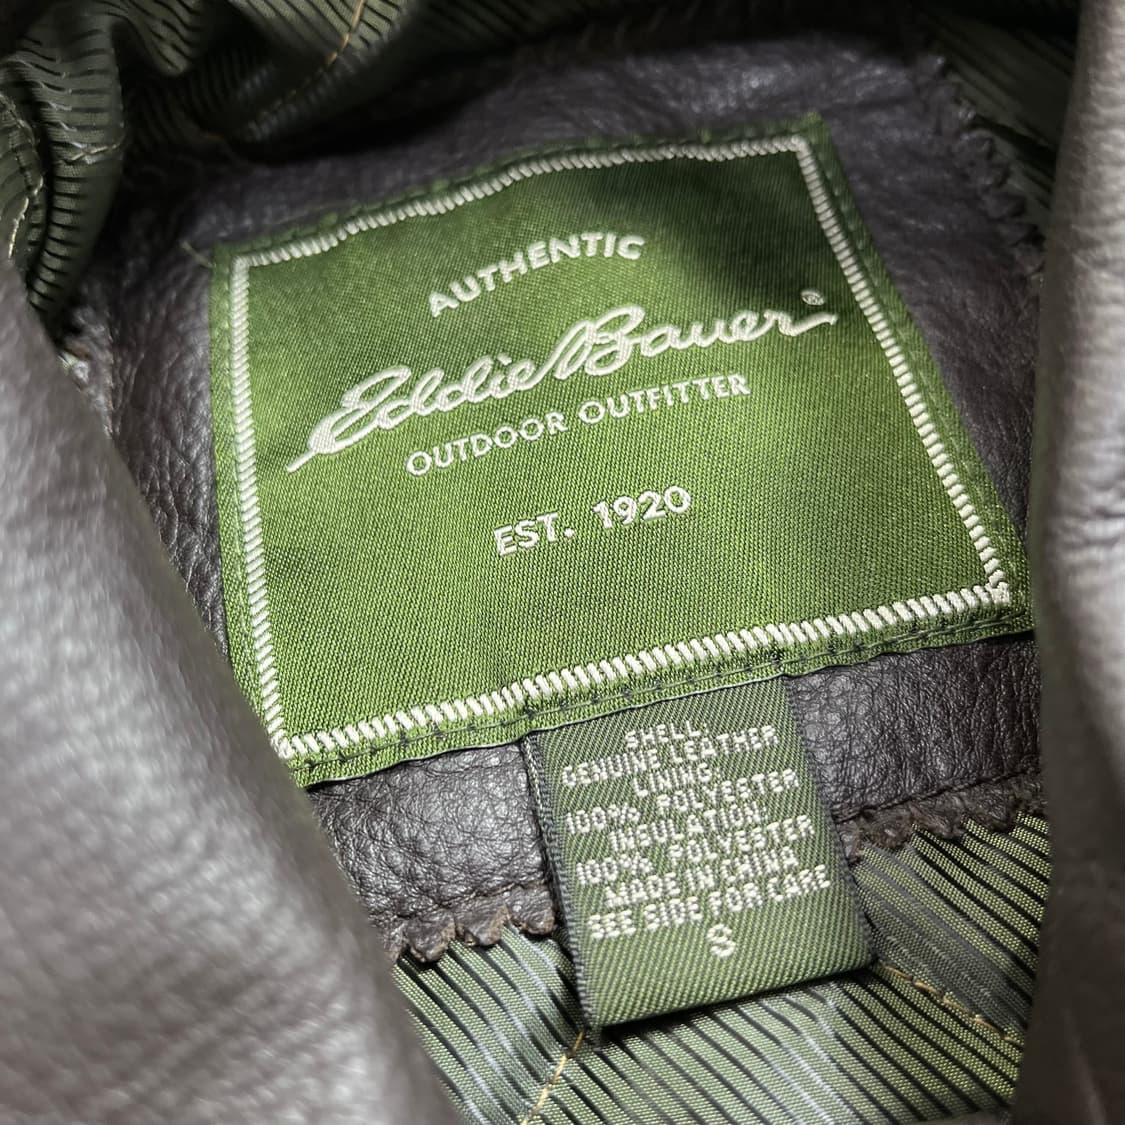 AUTHENTIC
Eddie Bauer®
OUTDOOR OUTFITTER
EST. 1920
SHELL
GENUINE LEATHER
LINING
100% POLYESTER
INSULATION
100% POLYESTER
MADE IN CHINA
SEE SIDE FOR CARE
S